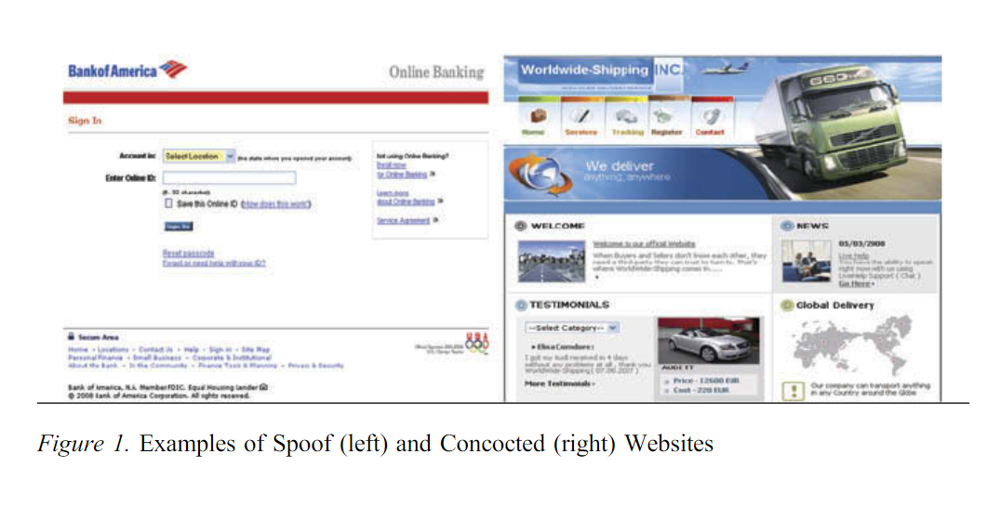 Bank of America
Online Banking
Sign In
Account in: Select Location (the state where you opened your account)
Enter Online ID:
Save this Online ID (How does this work?)
Sign In
Reset passcode
Forgot or need help with your ID?
Not using Online Banking?
Enroll now
for Online Banking
Learn more
about Online Banking
Service Agreement
Secure Area
Home • Locations • Contact Us • Help • Sign in • Site Map
Personal Finance • Small Business • Corporate & Institutional
About the Bank • In the Community • Finance Tools & Planning • Privacy & Security
USA
Bank of America, N.A. Member FDIC. Equal Housing Lender
© 2008 Bank of America Corporation. All rights reserved.
Worldwide-Shipping INC.
Home Services Tracking Register Contact
We deliver
anything, anywhere
WELCOME
Welcome to our official Website
When Buyers and Sellers don't know each other, they
need a third party they can trust to turn to. That's
where WorldWide-Shipping comes in.....
NEWS
05/03/2008
Live Help
You have the ability to speak
right now with us using
LiveHelp Support ( Chat )
Go Here
TESTIMONIALS
--Select Category--
I got my Audi received in 4 days
without any problems at all, thank you
WorldWide-Shipping ( 07.06.2007 )
More Testimonials
AUDI TT
Price - 12600 EUR
Cost - 220 EUR
Global Delivery
Our company can transport anything
in any Country around the Globe
Figure 1. Examples of Spoof (left) and Concocted (right) Websites